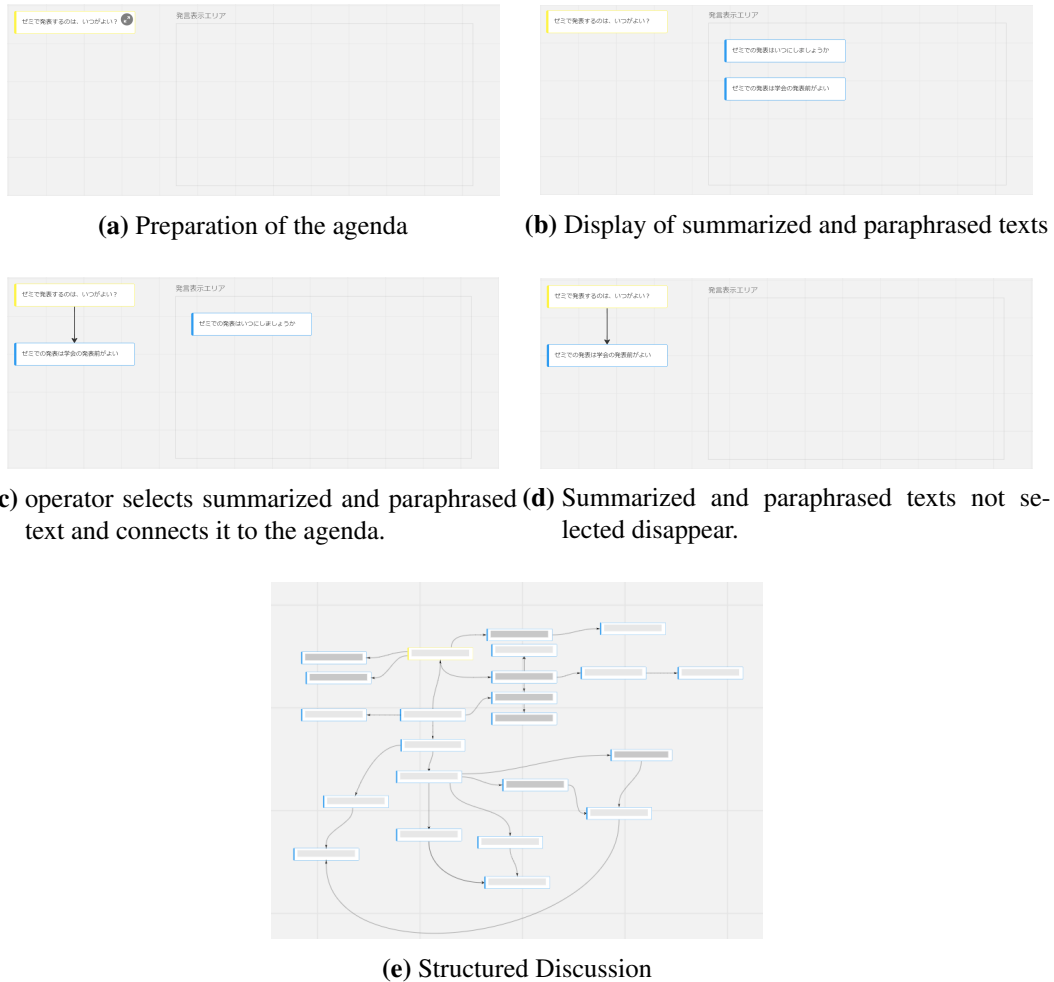 ゼミで発表するのは、いつがよい？
発言表示エリア
(a) Preparation of the agenda
ゼミで発表するのは、いつがよい？
発言表示エリア
ゼミでの発表はいつにしましょうか
ゼミでの発表は学会の発表前がよい
(b) Display of summarized and paraphrased texts
ゼミで発表するのは、いつがよい？
発言表示エリア
ゼミでの発表はいつにしましょうか
ゼミでの発表は学会の発表前がよい
c) operator selects summarized and paraphrased
text and connects it to the agenda.
ゼミで発表するのは、いつがよい？
発言表示エリア
ゼミでの発表は学会の発表前がよい
(d) Summarized and paraphrased texts not se-
lected disappear.
(e) Structured Discussion